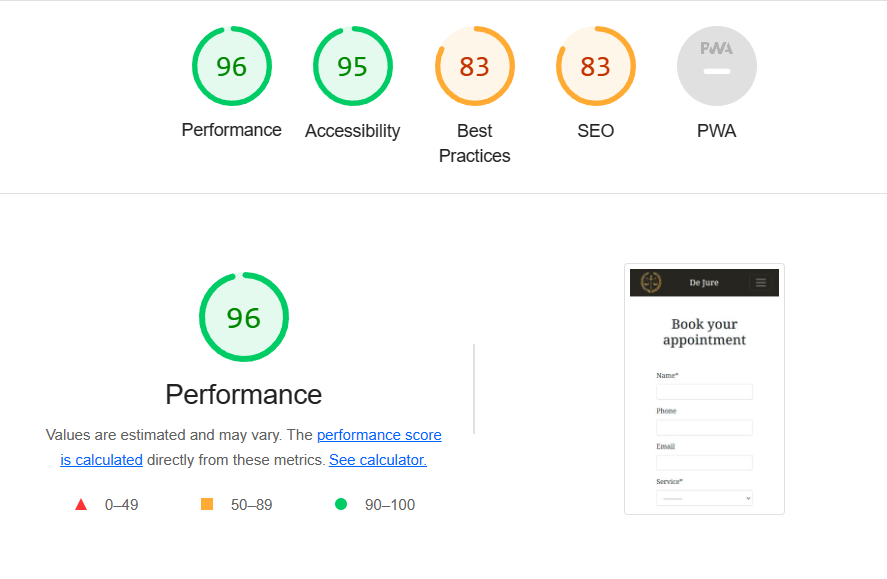 96
95
83
83
PWA
Performance
Accessibility
Best
Practices
SEO
PWA
96
Performance
Values are estimated and may vary. The performance score
is calculated directly from these metrics. See calculator.
0–49
50–89
90–100
De Jure
Book your
appointment
Name*
Phone
Email
Service*
---------